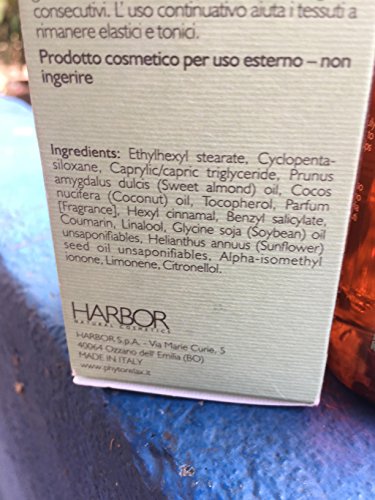 consecutivi. L'uso continuativo aiuta i tessuti a
rimanere elastici e tonici.
Prodotto cosmetico per uso esterno – non
ingerire
Ingredients: Ethylhexyl stearate, Cyclopenta-
siloxane, Caprylic/capric triglyceride, Prunus
amygdalus dulcis (Sweet almond) oil, Cocos
nucifera (Coconut) oil, Tocopherol, Parfum
[Fragrance], Hexyl cinnamal, Benzyl salicylate,
Coumarin, Linalool, Glycine soja (Soybean) oil
unsaponifiables, Helianthus annuus (Sunflower)
seed oil unsaponifiables, Alpha-isomethyl
ionone, Limonene, Citronellol.
HARBOR
NATURAL COSMETICS
HARBOR S.p.A. - Via Marie Curie, 5
40064 Ozzano dell' Emilia (BO)
MADE IN ITALY
www.phytorelax.it